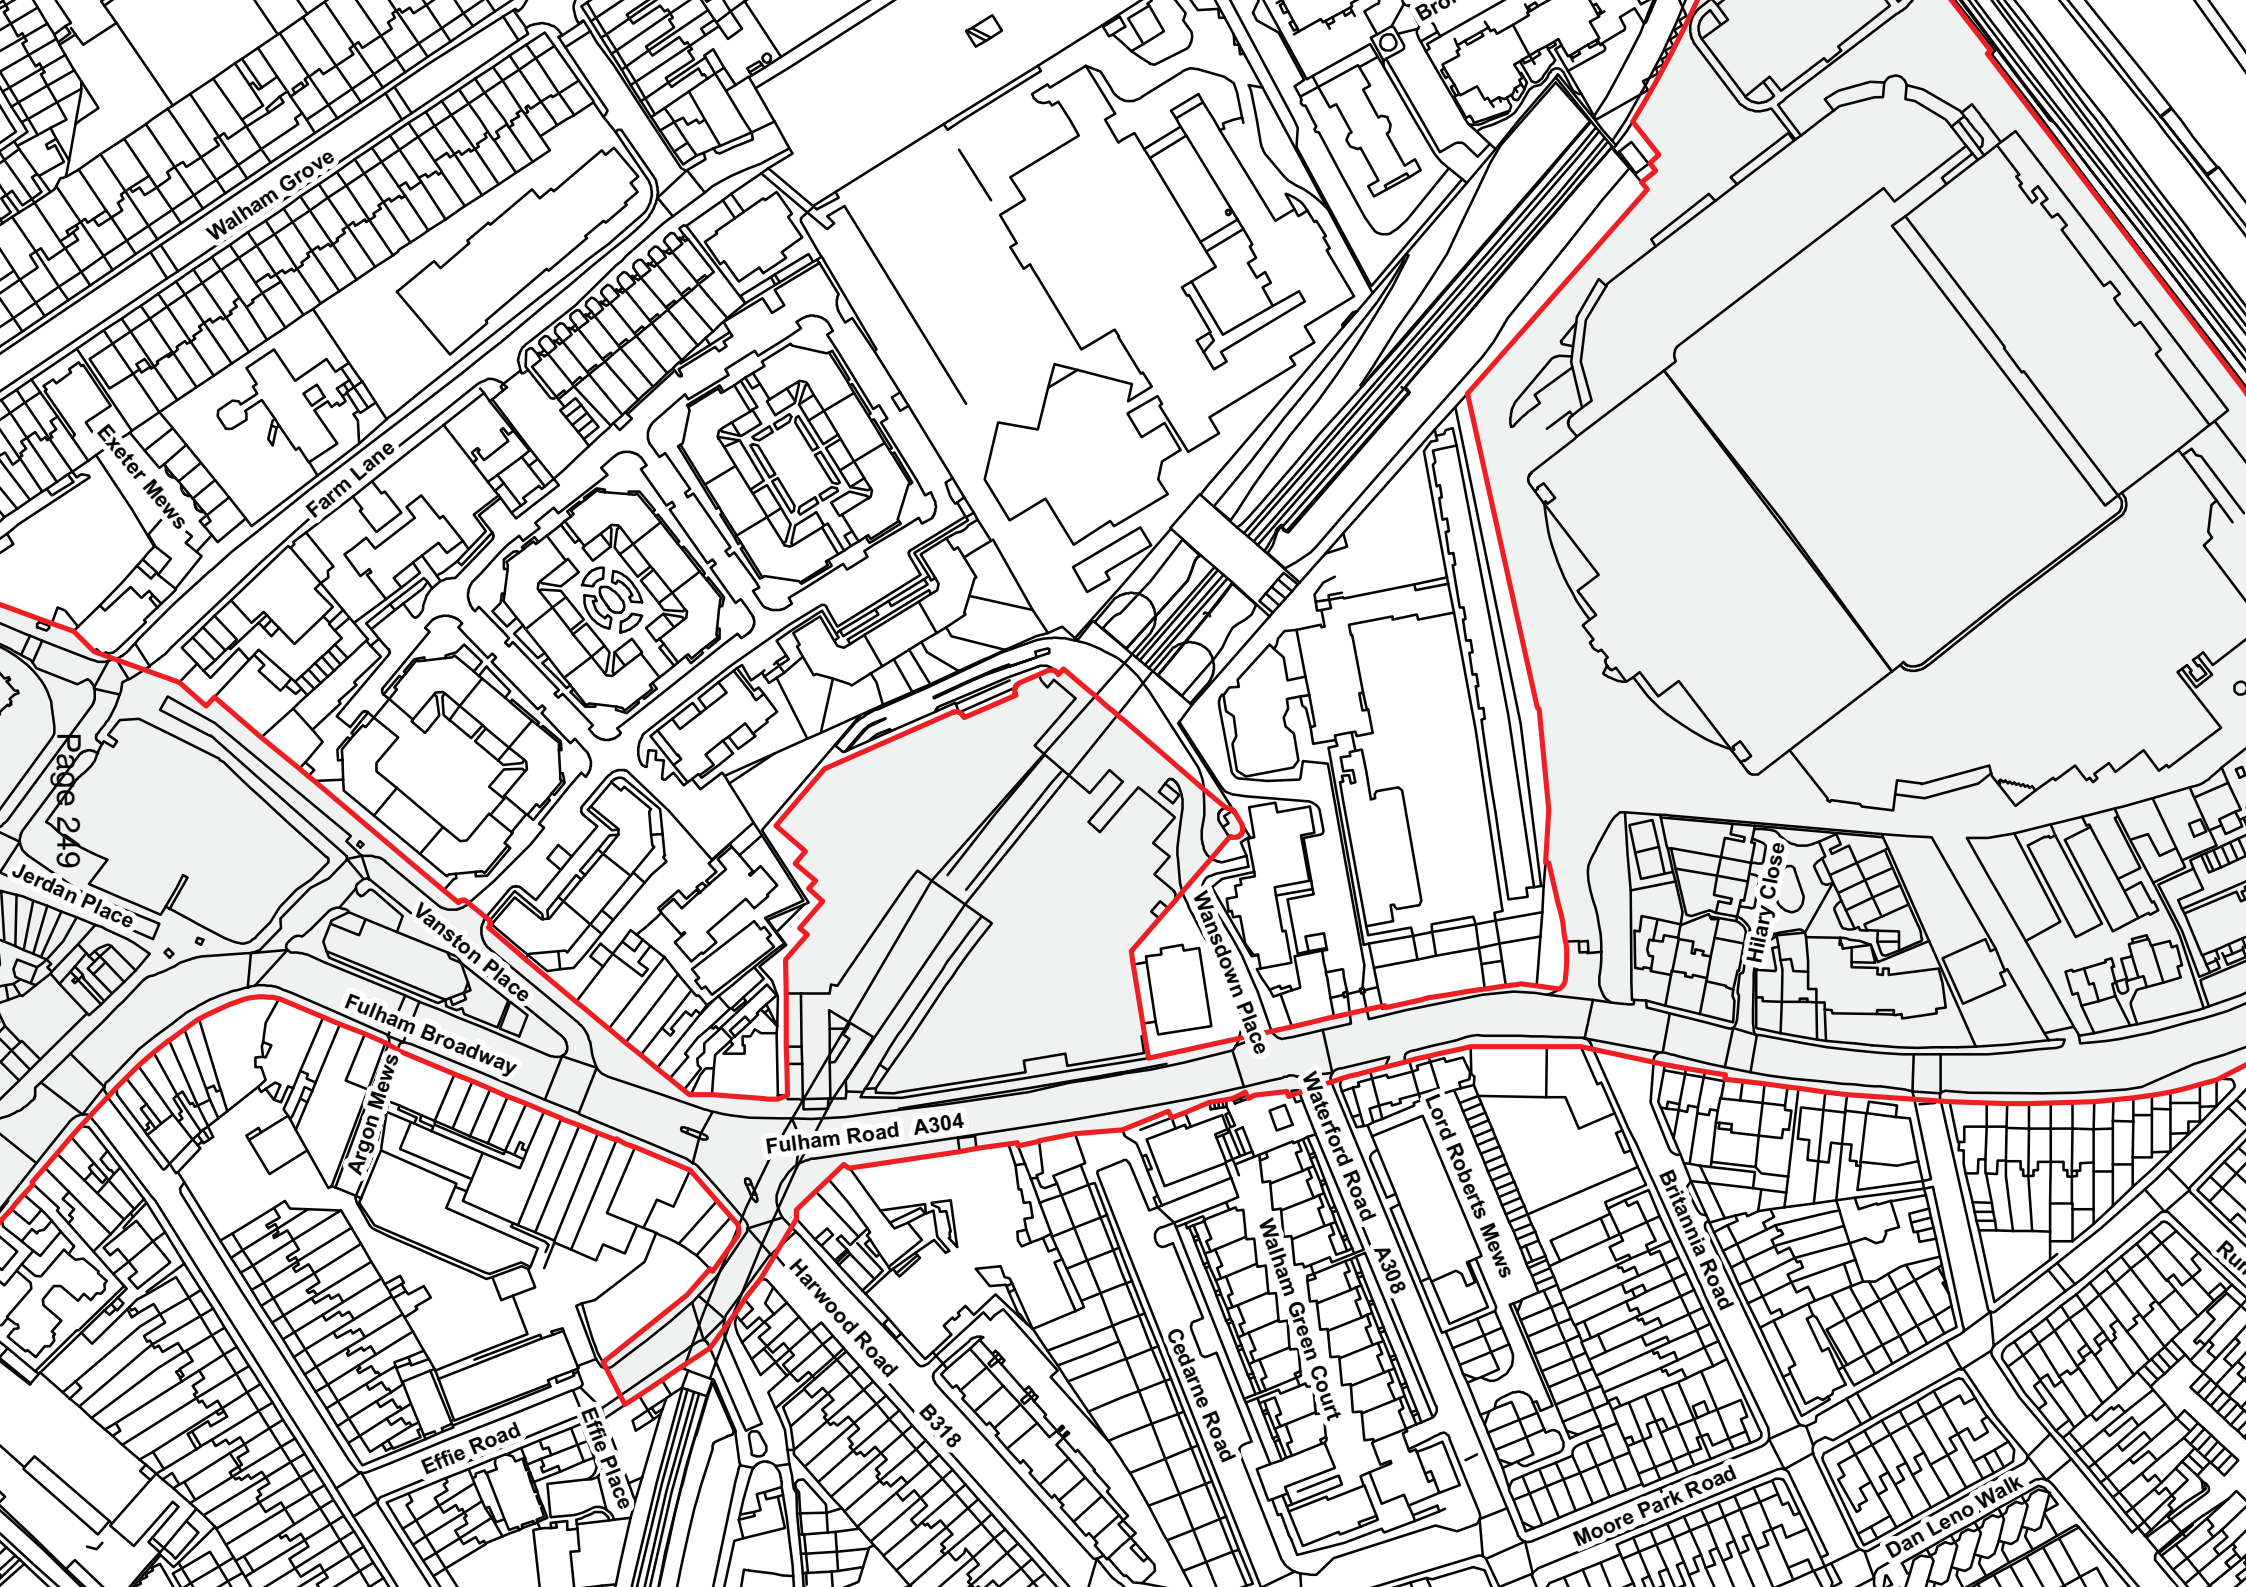 Bro
Walham Grove
Exeter Mews
Farm Lane
Page 249
Jerdan Place
Vanston Place
Fulham Broadway
Wansdown Place
Hilary Close
Argon Mews
Fulham Road A304
Waterford Road A308
Lord Roberts Mews
Britannia Road
Walham Green Court
Harwood Road B318
Cedarne Road
Effie Road
Effie Place
Moore Park Road
Dan Leno Walk
Rum